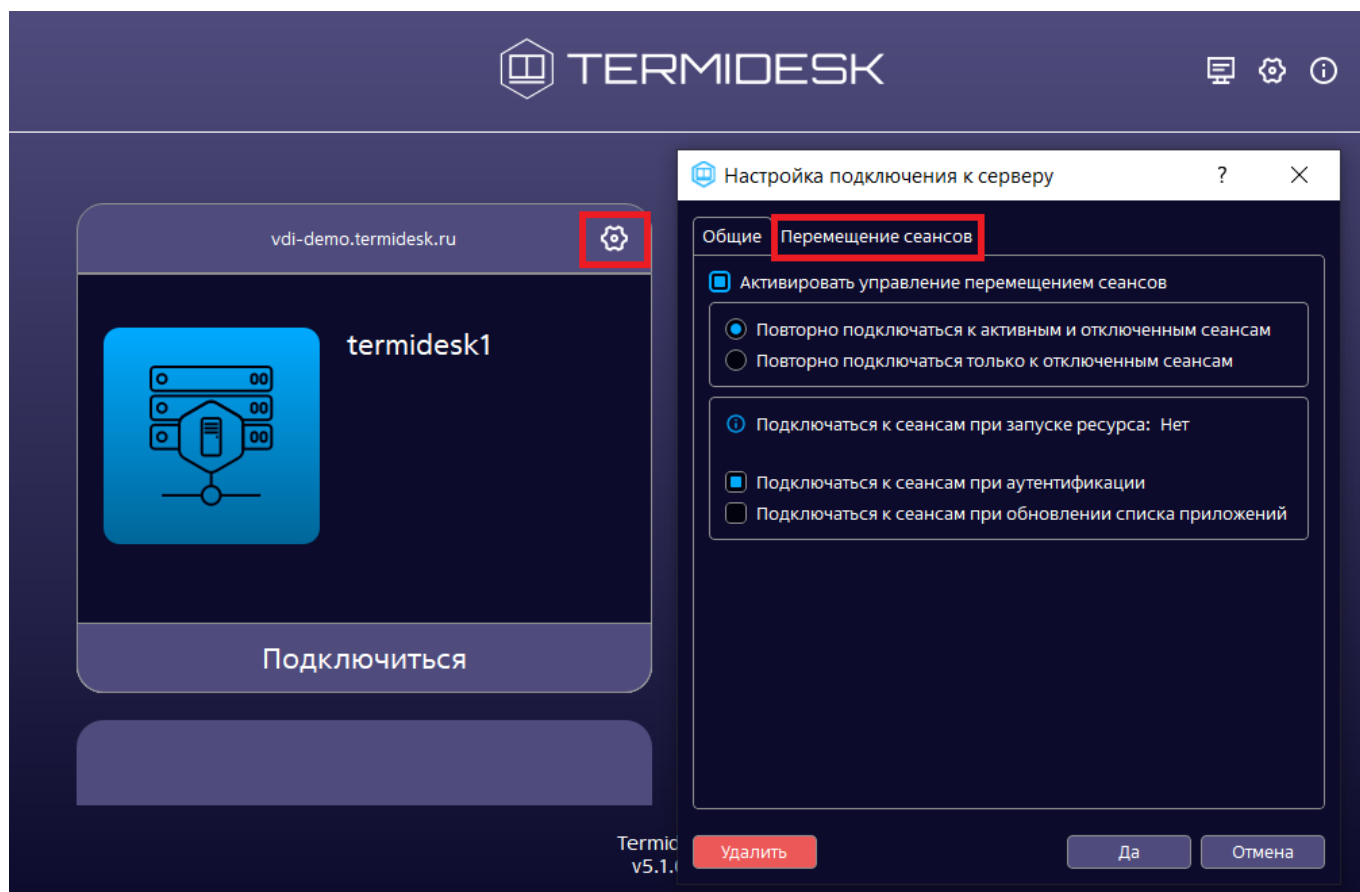 TERMIDESK
vdi-demo.termidesk.ru
termidesk1
Подключиться
Настройка подключения к серверу
?
Общие
Перемещение сеансов
Активировать управление перемещением сеансов
Повторно подключаться к активным и отключенным сеансам
Повторно подключаться только к отключенным сеансам
Подключаться к сеансам при запуске ресурса: Нет
Подключаться к сеансам при аутентификации
Подключаться к сеансам при обновлении списка приложений
Удалить
Да
Отмена